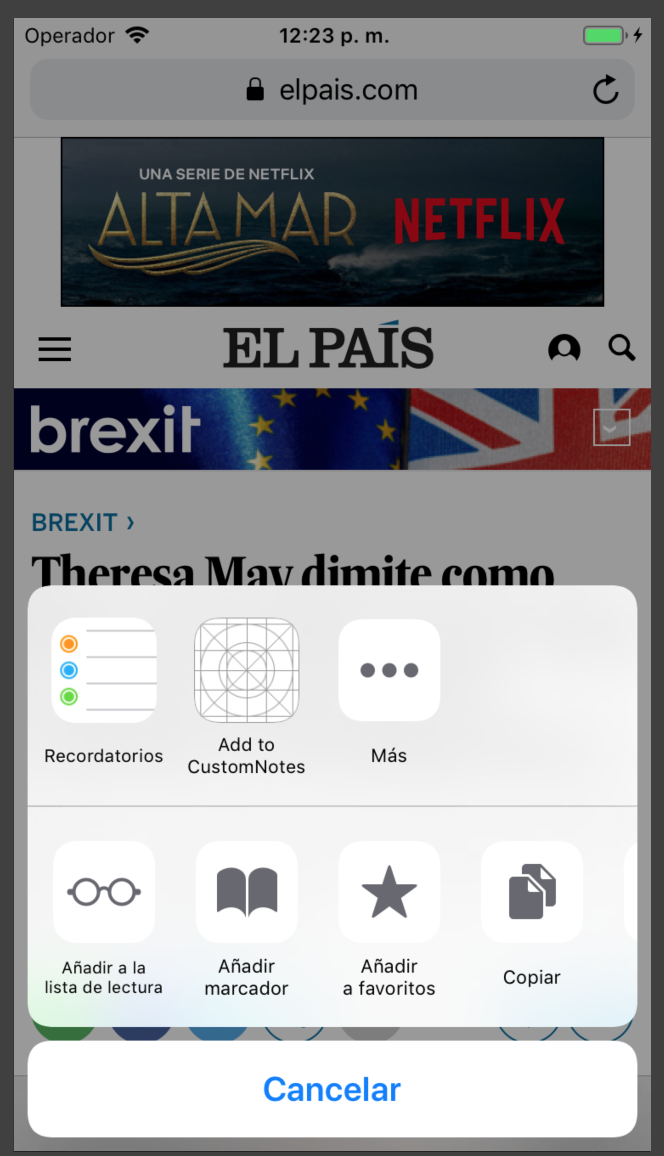 Operador
12:23 p. m.
elpais.com
UNA SERIE DE NETFLIX
ALTA MAR
NETFLIX
EL PAÍS
brexit
BREXIT ›
Theresa May dimite como
Recordatorios
Add to
CustomNotes
Más
Añadir a la
lista de lectura
Añadir
marcador
Añadir
a favoritos
Copiar
Cancelar